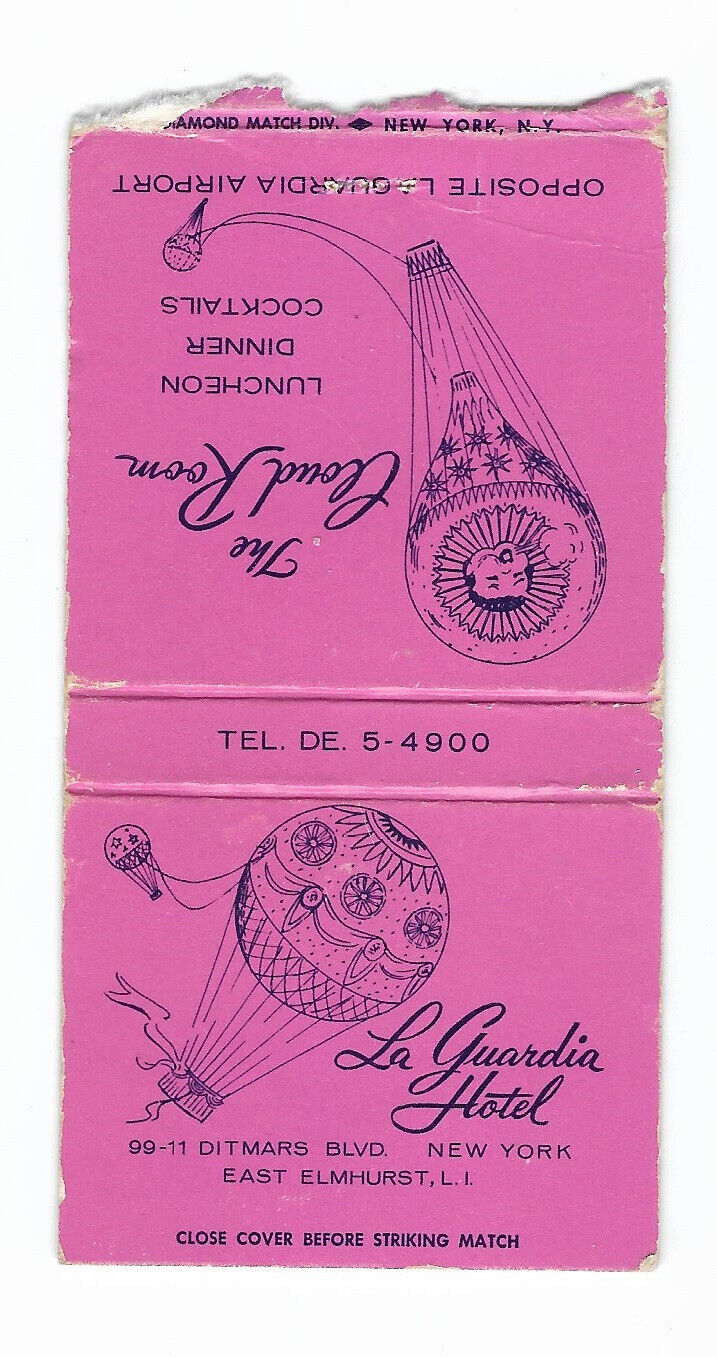 DIAMOND MATCH DIV. NEW YORK, N.Y.
The
Cloud Room
LUNCHEON
DINNER
COCKTAILS
OPPOSITE LA GUARDIA AIRPORT
TEL. DE. 5-4900
La Guardia
Hotel
99-11 DITMARS BLVD. NEW YORK
EAST ELMHURST, L.I.
CLOSE COVER BEFORE STRIKING MATCH